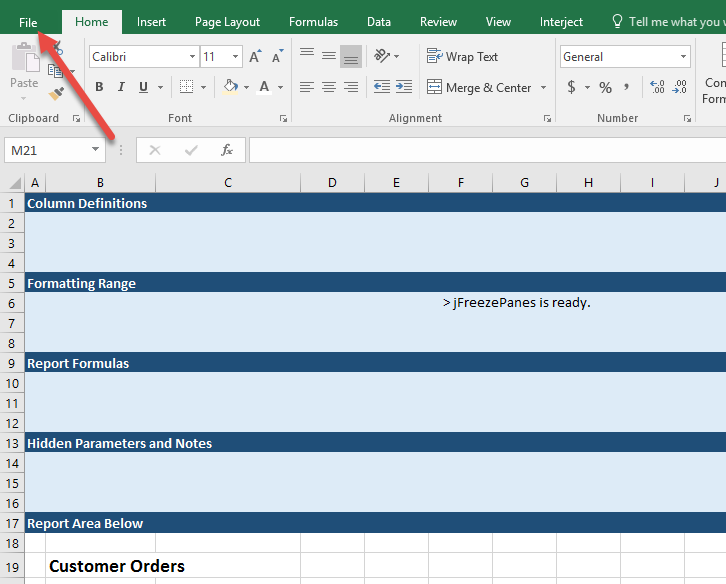 File Home Insert Page Layout Formulas Data Review View Interject Tell me what you w
Calibri 11 A A Wrap Text General
Paste B I U A Merge & Center $ % , .00 .0 Con
Form
Clipboard Font Alignment Number
M21 fx
A B C D E F G H I J
1 Column Definitions
2
3
4
5 Formatting Range
6 > jFreezePanes is ready.
7
8
9 Report Formulas
10
11
12
13 Hidden Parameters and Notes
14
15
16
17 Report Area Below
18
19 Customer Orders